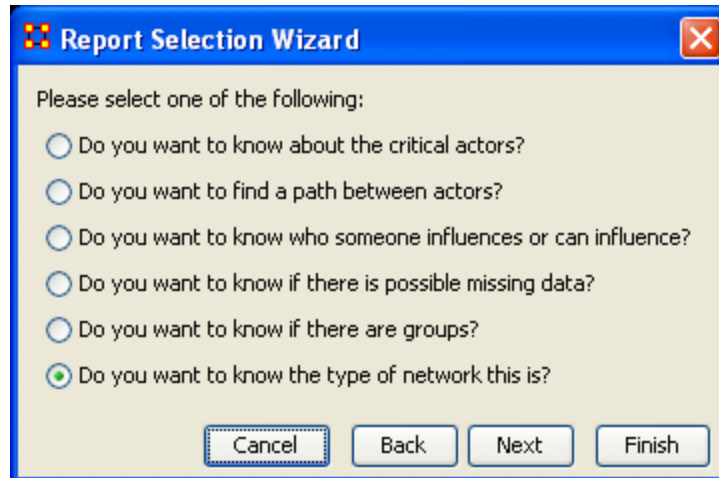 Report Selection Wizard
Please select one of the following:
Do you want to know about the critical actors?
Do you want to find a path between actors?
Do you want to know who someone influences or can influence?
Do you want to know if there is possible missing data?
Do you want to know if there are groups?
Do you want to know the type of network this is?
Cancel Back Next Finish